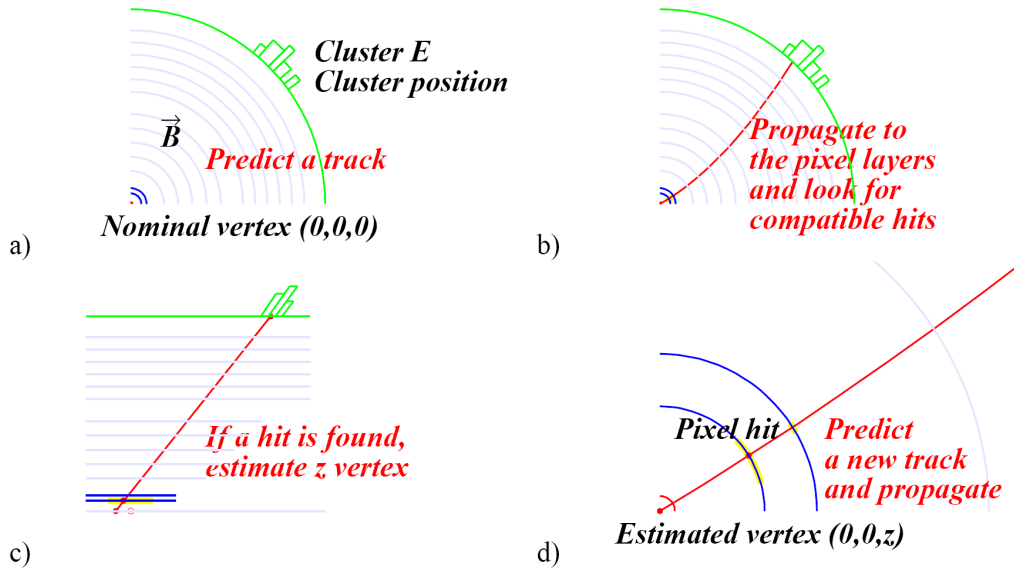 Cluster E
Cluster position
B
Predict a track
Nominal vertex (0,0,0)
a)
Propagate to
the pixel layers
and look for
compatible hits
b)
If a hit is found,
estimate z vertex
c)
Pixel hit
Predict
a new track
and propagate
Estimated vertex (0,0,z)
d)